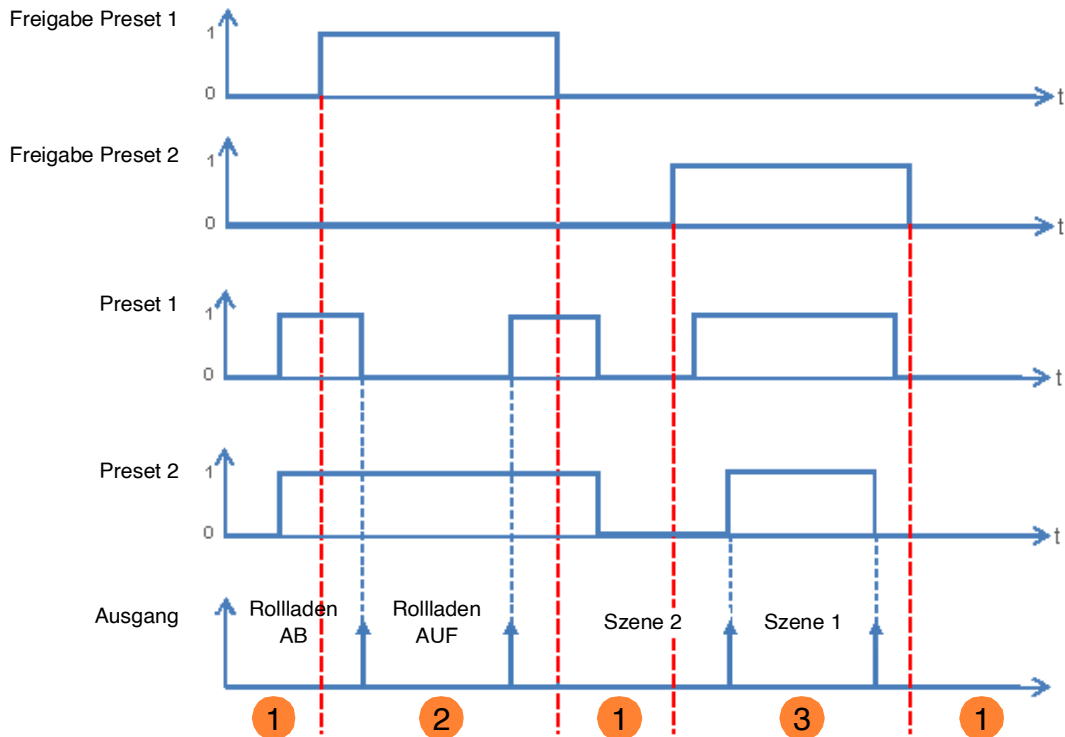 Freigabe Preset 1
1
0
t
Freigabe Preset 2
1
0
t
Preset 1
1
0
t
Preset 2
1
0
t
Ausgang
Rollladen
AB
Rollladen
AUF
Szene 2
Szene 1
1
2
1
3
1